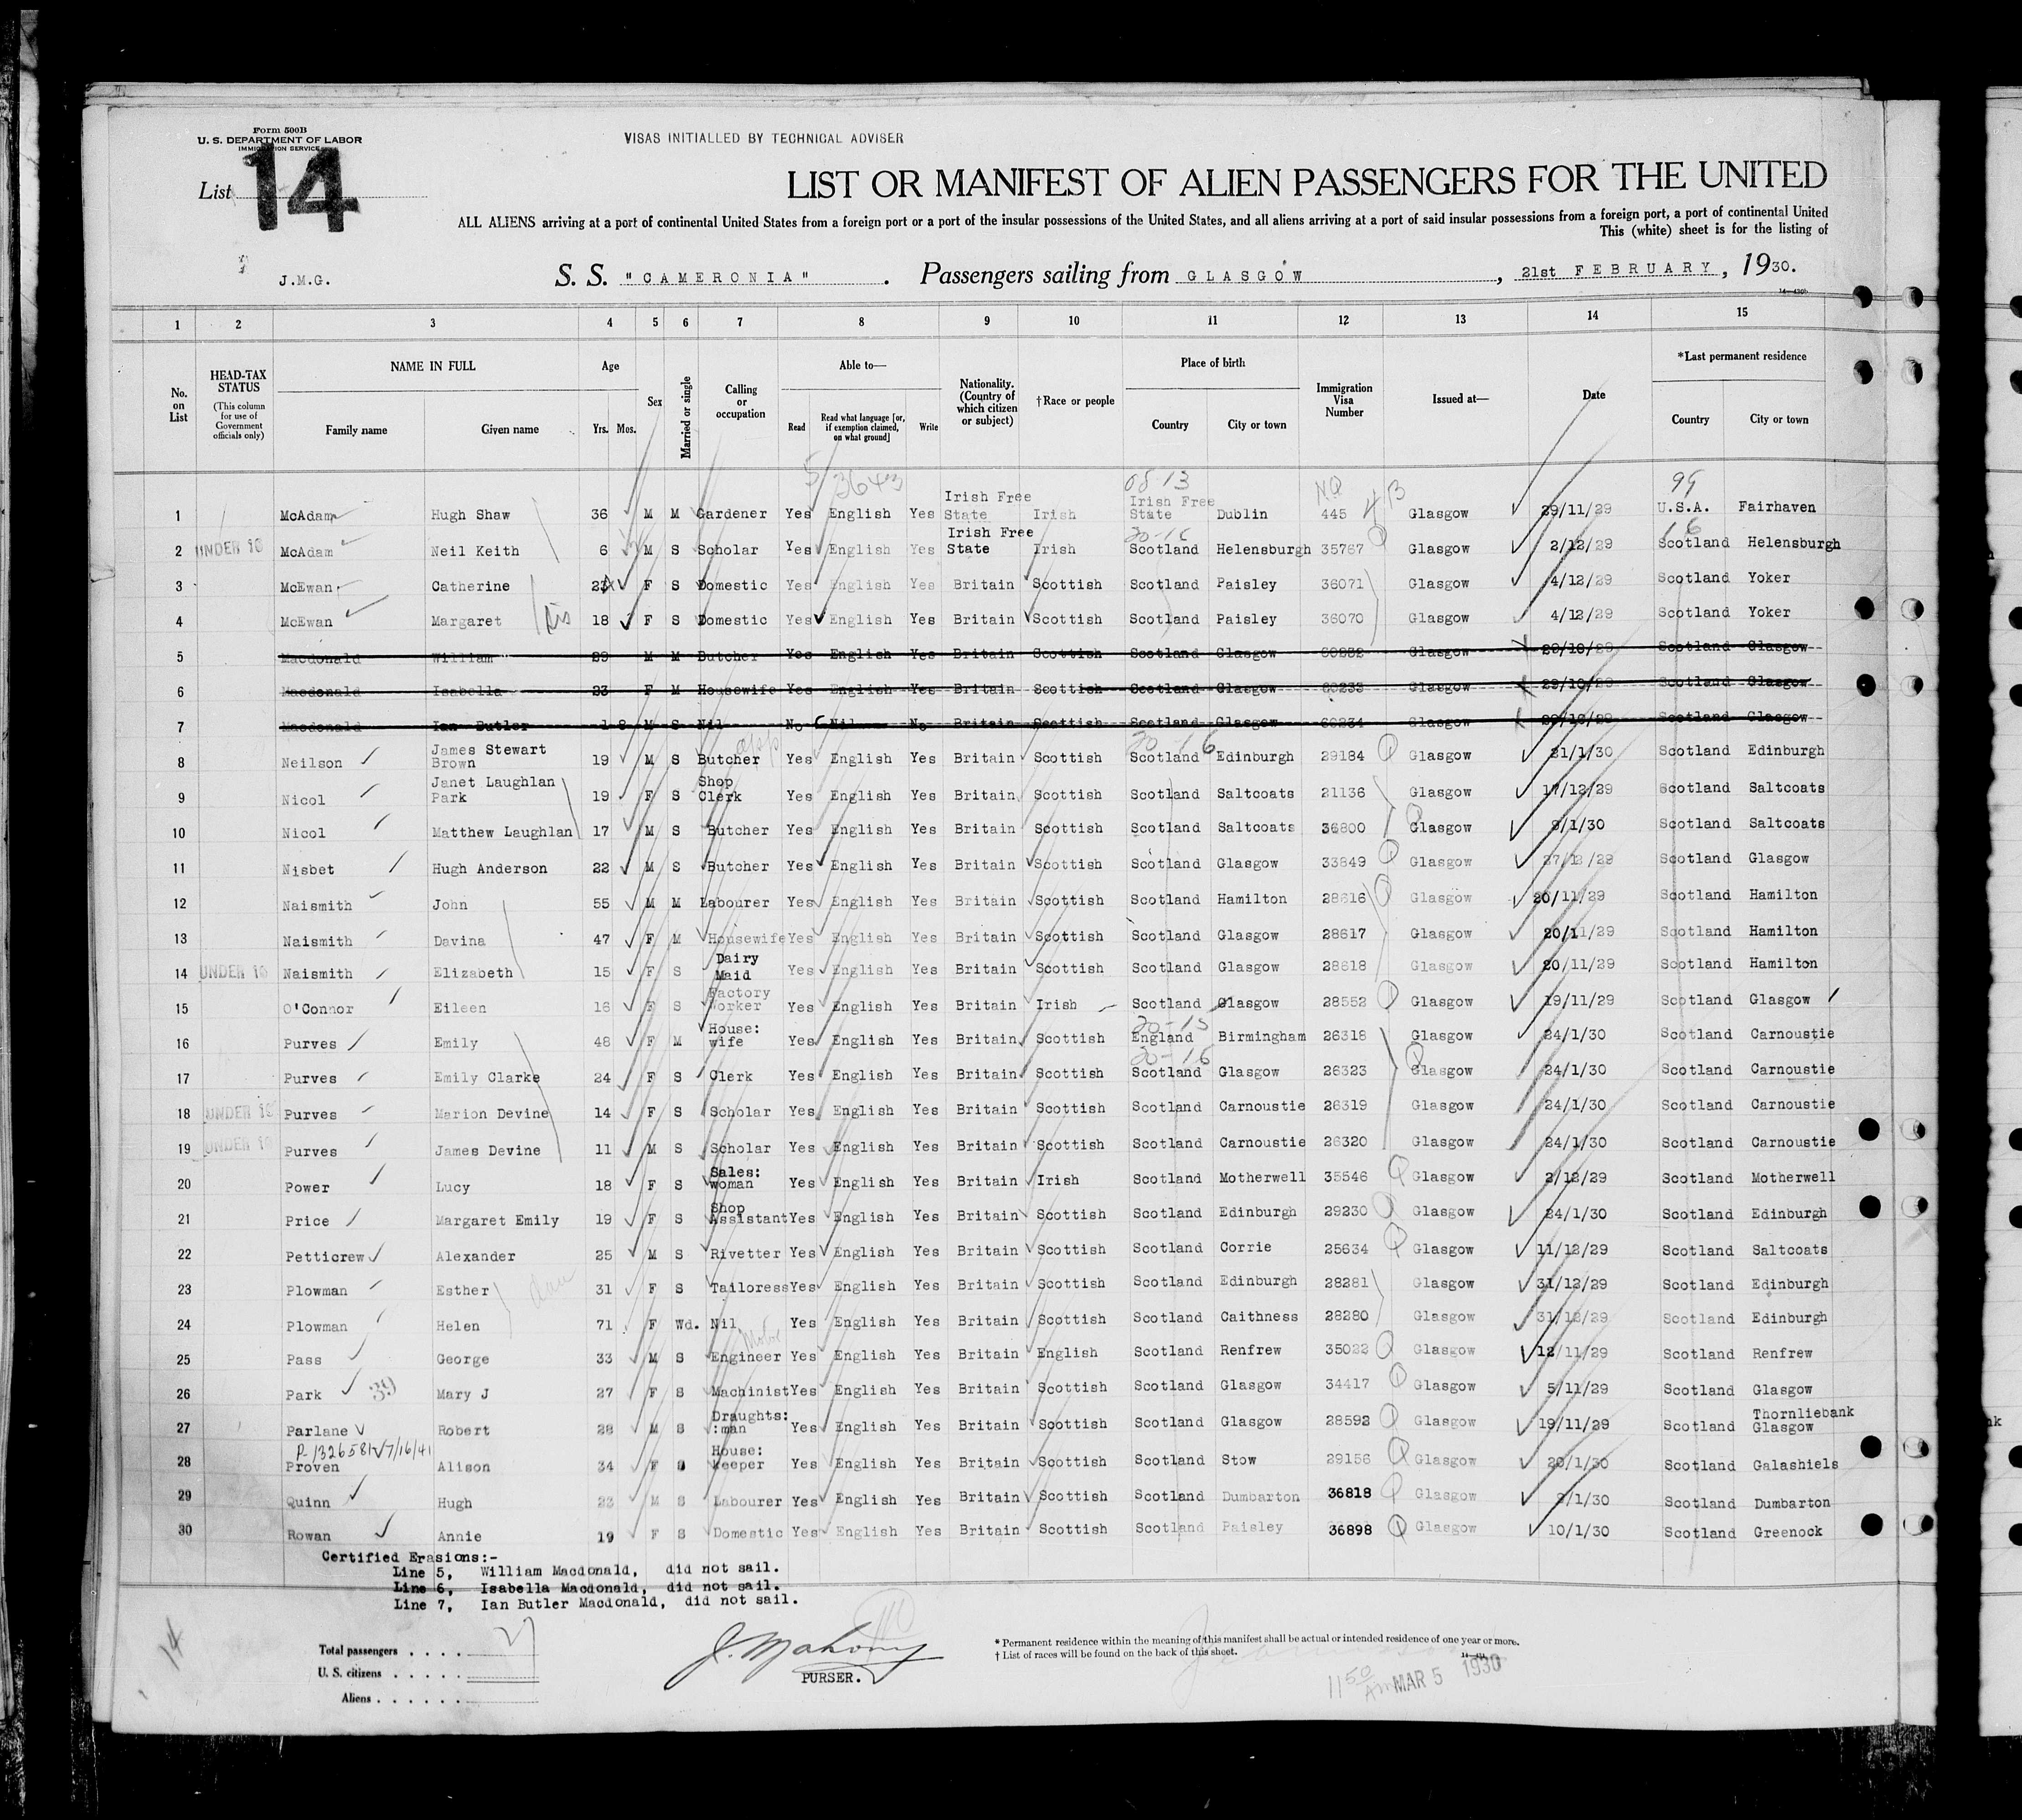 Form 500B
U. S. DEPARTMENT OF LABOR
IMMIGRATION SERVICE
VISAS INITIALLED BY TECHNICAL ADVISER
List 14
LIST OR MANIFEST OF ALIEN PASSENGERS FOR THE UNITED
ALL ALIENS arriving at a port of continental United States from a foreign port or a port of the insular possessions of the United States, and all aliens arriving at a port of said insular possessions from a foreign port, a port of continental United
This (white) sheet is for the listing of
J.M.G. S. S. "CAMERONIA". Passengers sailing from GLASGOW, 21st FEBRUARY, 1930.
1 2 3 4 5 6 7 8 9 10 11 12 13 14 15
No. on List
HEAD-TAX STATUS (This column for use of Government officials only)
NAME IN FULL
Family name Given name
Age
Yrs. Mos.
Sex
Married or single
Calling or occupation
Able to—
Read Read what language [or, if exemption claimed, on what ground] Write
Nationality. (Country of which citizen or subject)
†Race or people
Place of birth
Country City or town
Immigration Visa Number
Issued at—
Date
*Last permanent residence
Country City or town
5 3643 0813 NQ 99
1 McAdam Hugh Shaw 36 M M Gardener Yes English Yes Irish Free State Irish Irish Free State Dublin 445 Glasgow 29/11/29 U.S.A. Fairhaven
20-16 16
2 UNDER 16 McAdam Neil Keith 6 M S Scholar Yes English Yes Irish Free State Irish Scotland Helensburgh 35767 Glasgow 2/12/29 Scotland Helensburgh
3 McEwan Catherine 23 F S Domestic Yes English Yes Britain Scottish Scotland Paisley 36071 Glasgow 4/12/29 Scotland Yoker
4 McEwan Margaret 18 F S Domestic Yes English Yes Britain Scottish Scotland Paisley 36070 Glasgow 4/12/29 Scotland Yoker
5 Macdonald William 29 M M Butcher Yes English Yes Britain Scottish Scotland Glasgow Glasgow 29/10/29 Scotland Glasgow
6 Macdonald Isabella 23 F M Housewife Yes English Yes Britain Scottish Scotland Glasgow Glasgow 29/10/29 Scotland Glasgow
7 Macdonald Ian Butler 1 8 M S Nil No Nil No Britain Scottish Scotland Glasgow Glasgow 29/10/29 Scotland Glasgow
app 20-16
8 Neilson James Stewart Brown 19 M S Butcher Yes English Yes Britain Scottish Scotland Edinburgh 29184 Glasgow 21/1/30 Scotland Edinburgh
9 Nicol Janet Laughlan Park 19 F S Shop Clerk Yes English Yes Britain Scottish Scotland Saltcoats 21136 Glasgow 17/12/29 Scotland Saltcoats
10 Nicol Matthew Laughlan 17 M S Butcher Yes English Yes Britain Scottish Scotland Saltcoats 36800 Glasgow 9/1/30 Scotland Saltcoats
11 Nisbet Hugh Anderson 22 M S Butcher Yes English Yes Britain Scottish Scotland Glasgow 33849 Glasgow 27/12/29 Scotland Glasgow
12 Naismith John 55 M M Labourer Yes English Yes Britain Scottish Scotland Hamilton 28616 Glasgow 20/11/29 Scotland Hamilton
13 Naismith Davina 47 F M Housewife Yes English Yes Britain Scottish Scotland Glasgow 28617 Glasgow 20/11/29 Scotland Hamilton
14 UNDER 16 Naismith Elizabeth 15 F S Dairy Maid Yes English Yes Britain Scottish Scotland Glasgow 28618 Glasgow 20/11/29 Scotland Hamilton
15 O'Connor Eileen 16 F S Factory Worker Yes English Yes Britain Irish Scotland Glasgow 28552 Glasgow 19/11/29 Scotland Glasgow
20-15
16 Purves Emily 48 F M House: wife Yes English Yes Britain Scottish England Birmingham 26318 Glasgow 24/1/30 Scotland Carnoustie
20-16
17 Purves Emily Clarke 24 F S Clerk Yes English Yes Britain Scottish Scotland Glasgow 26323 Glasgow 24/1/30 Scotland Carnoustie
18 UNDER 16 Purves Marion Devine 14 F S Scholar Yes English Yes Britain Scottish Scotland Carnoustie 26319 Glasgow 24/1/30 Scotland Carnoustie
19 UNDER 16 Purves James Devine 11 M S Scholar Yes English Yes Britain Scottish Scotland Carnoustie 26320 Glasgow 24/1/30 Scotland Carnoustie
20 Power Lucy 18 F S Sales: woman Yes English Yes Britain Irish Scotland Motherwell 35546 Glasgow 2/12/29 Scotland Motherwell
21 Price Margaret Emily 19 F S Shop Assistant Yes English Yes Britain Scottish Scotland Edinburgh 29230 Glasgow 24/1/30 Scotland Edinburgh
22 Petticrew Alexander 25 M S Rivetter Yes English Yes Britain Scottish Scotland Corrie 25634 Glasgow 11/12/29 Scotland Saltcoats
23 Plowman Esther 31 F S Tailoress Yes English Yes Britain Scottish Scotland Edinburgh 28281 Glasgow 31/12/29 Scotland Edinburgh
24 Plowman Helen 71 F Wd. Nil Yes English Yes Britain Scottish Scotland Caithness 28280 Glasgow 31/12/29 Scotland Edinburgh
Motor
25 Pass George 33 M S Engineer Yes English Yes Britain English Scotland Renfrew 35022 Glasgow 12/11/29 Scotland Renfrew
26 Park 39 Mary J 27 F S Machinist Yes English Yes Britain Scottish Scotland Glasgow 34417 Glasgow 5/11/29 Scotland Glasgow
27 Parlane Robert 28 M S Draughts: :man Yes English Yes Britain Scottish Scotland Glasgow 28592 Glasgow 19/11/29 Scotland Thornliebank Glasgow
P-1326581 7/16/41
28 Proven Alison 34 F S House: keeper Yes English Yes Britain Scottish Scotland Stow 29156 Glasgow 20/1/30 Scotland Galashiels
29 Quinn Hugh 23 M S Labourer Yes English Yes Britain Scottish Scotland Dumbarton 36818 Glasgow 9/1/30 Scotland Dumbarton
30 Rowan Annie 19 F S Domestic Yes English Yes Britain Scottish Scotland Paisley 36898 Glasgow 10/1/30 Scotland Greenock
Certified Erasions:-
Line 5, William Macdonald, did not sail.
Line 6, Isabella Macdonald, did not sail.
Line 7, Ian Butler Macdonald, did not sail.
14
Total passengers . . . . 27
U. S. citizens . . . . .
Aliens . . . . . .
J. Mahony
PURSER.
* Permanent residence within the meaning of this manifest shall be actual or intended residence of one year or more.
† List of races will be found on the back of this sheet.
11 50 AM MAR 5 1930